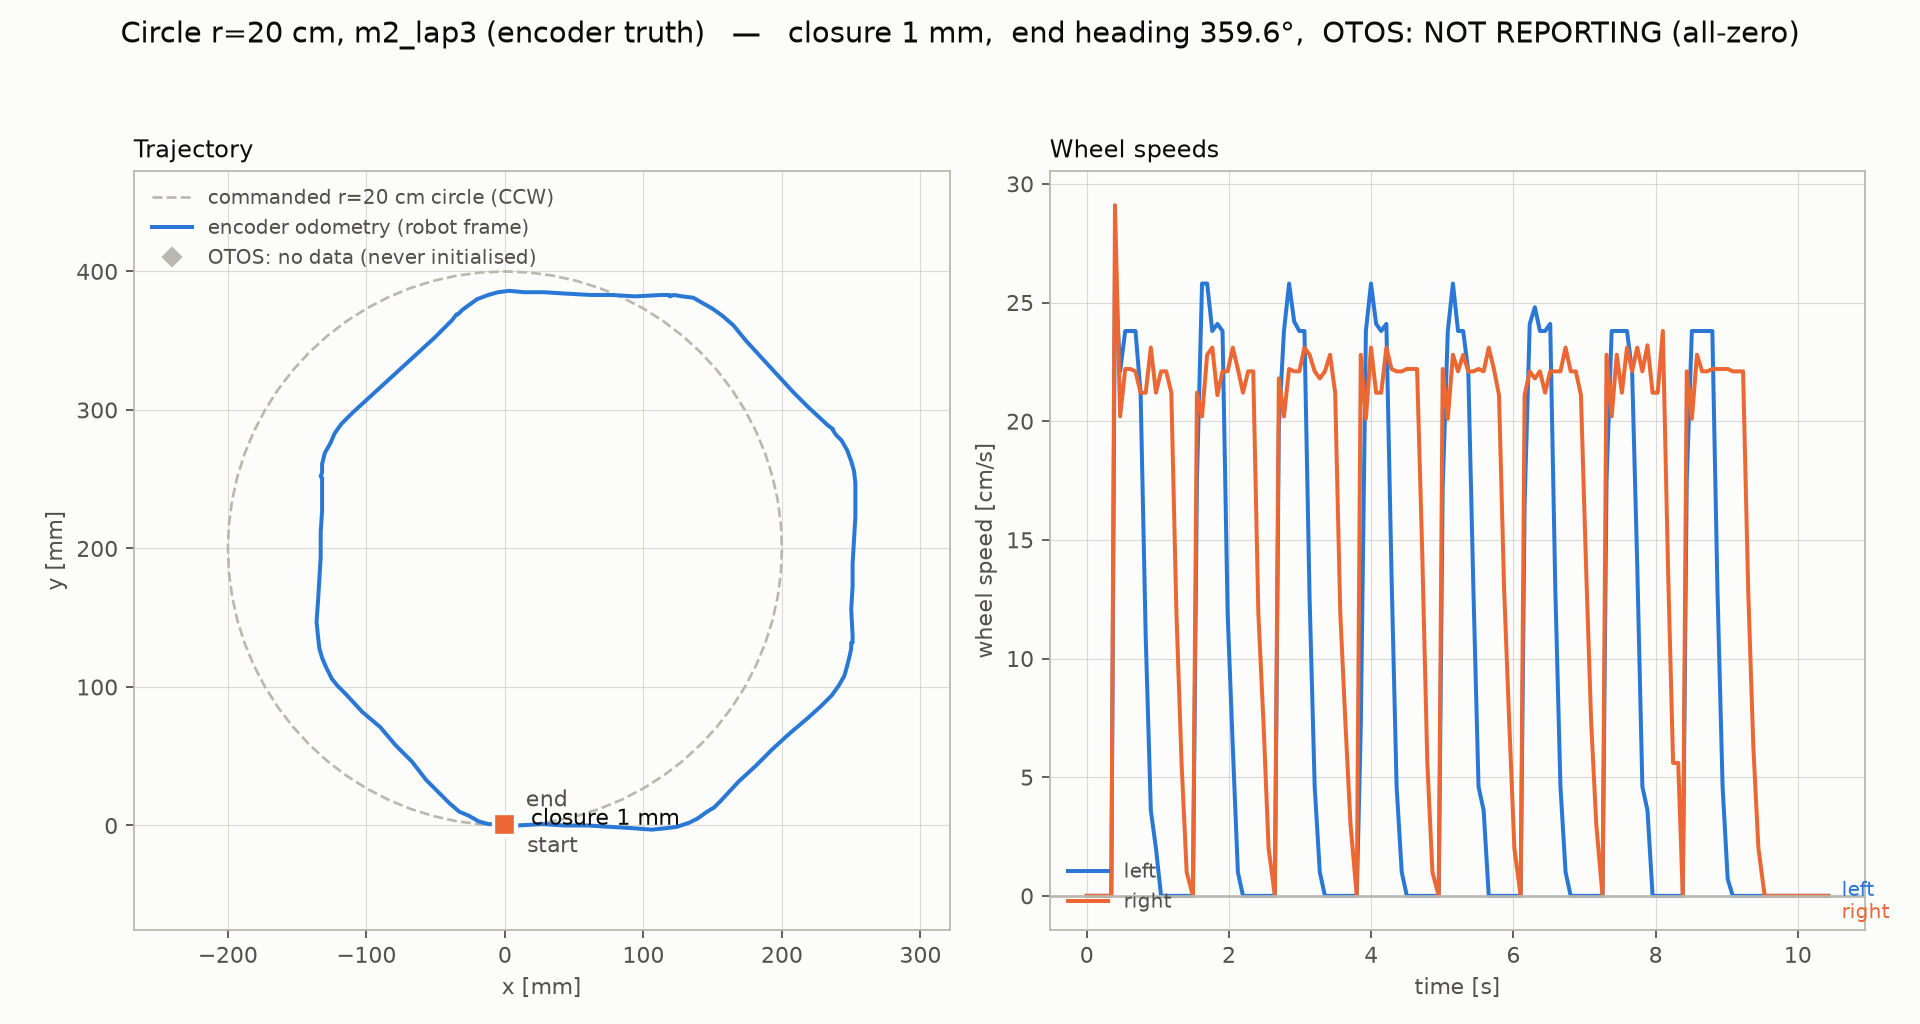 Circle r=20 cm, m2_lap3 (encoder truth) — closure 1 mm, end heading 359.6°, OTOS: NOT REPORTING (all-zero)
Trajectory
commanded r=20 cm circle (CCW)
encoder odometry (robot frame)
OTOS: no data (never initialised)
400
300
200
100
0
y [mm]
end
closure 1 mm
start
−200
−100
0
100
200
300
x [mm]
Wheel speeds
30
25
20
15
10
5
0
wheel speed [cm/s]
left
right
left
right
0
2
4
6
8
10
time [s]